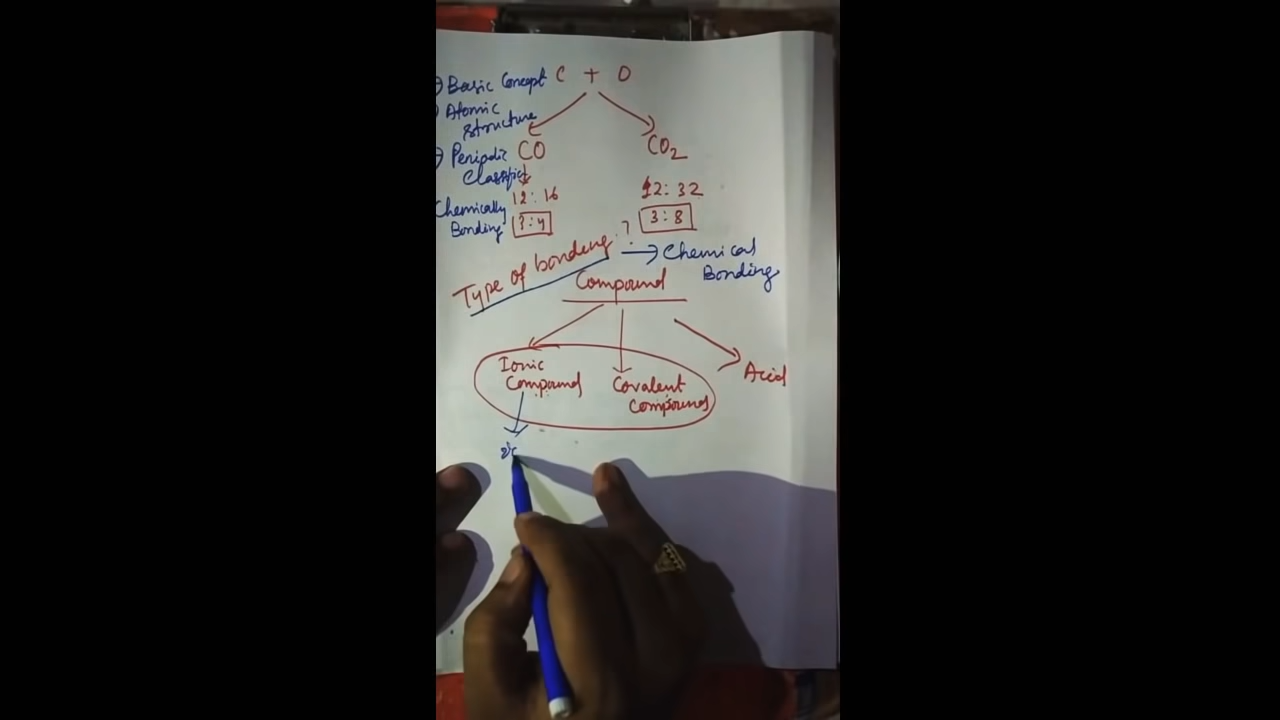 Basic Concept
C + O
Atomic
Structure
Periodic
Classific
CO
CO2
12: 16
12: 32
Chemically
Bonding
3:4
3:8
Type of bonding ?
Chemical
Bonding
Compound
Ionic
Compound
Covalent
Compound
Acid